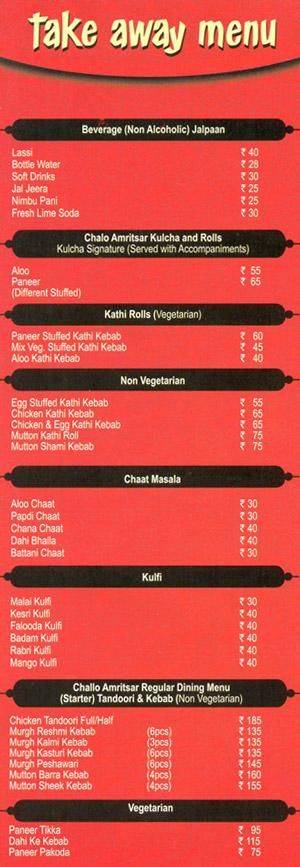 take away menu
Beverage (Non Alcoholic) Jalpaan
Lassi ₹ 40
Bottle Water ₹ 28
Soft Drinks ₹ 30
Jal Jeera ₹ 25
Nimbu Pani ₹ 25
Fresh Lime Soda ₹ 30
Chalo Amritsar Kulcha and Rolls
Kulcha Signature (Served with Accompaniments)
Aloo ₹ 55
Paneer ₹ 65
(Different Stuffed)
Kathi Rolls (Vegetarian)
Paneer Stuffed Kathi Kebab ₹ 60
Mix Veg. Stuffed Kathi Kebab ₹ 45
Aloo Kathi Kebab ₹ 40
Non Vegetarian
Egg Stuffed Kathi Kebab ₹ 55
Chicken Kathi Kebab ₹ 65
Chicken & Egg Kathi Kebab ₹ 65
Mutton Kathi Roll ₹ 75
Mutton Shami Kebab ₹ 75
Chaat Masala
Aloo Chaat ₹ 30
Papdi Chaat ₹ 30
Chana Chaat ₹ 40
Dahi Bhalla ₹ 40
Battani Chaat ₹ 30
Kulfi
Malai Kulfi ₹ 30
Kesri Kulfi ₹ 40
Falooda Kulfi ₹ 40
Badam Kulfi ₹ 40
Rabri Kulfi ₹ 40
Mango Kulfi ₹ 40
Challo Amritsar Regular Dining Menu
(Starter) Tandoori & Kebab (Non Vegetarian)
Chicken Tandoori Full/Half ₹ 185
Murgh Reshmi Kebab (6pcs) ₹ 135
Murgh Kalmi Kebab (3pcs) ₹ 135
Murgh Kasturi Kebab (6pcs) ₹ 135
Murgh Peshawari (6pcs) ₹ 145
Mutton Barra Kebab (4pcs) ₹ 160
Mutton Sheek Kebab (4pcs) ₹ 155
Vegetarian
Paneer Tikka ₹ 95
Dahi Ke Kebab ₹ 115
Paneer Pakoda ₹ 75